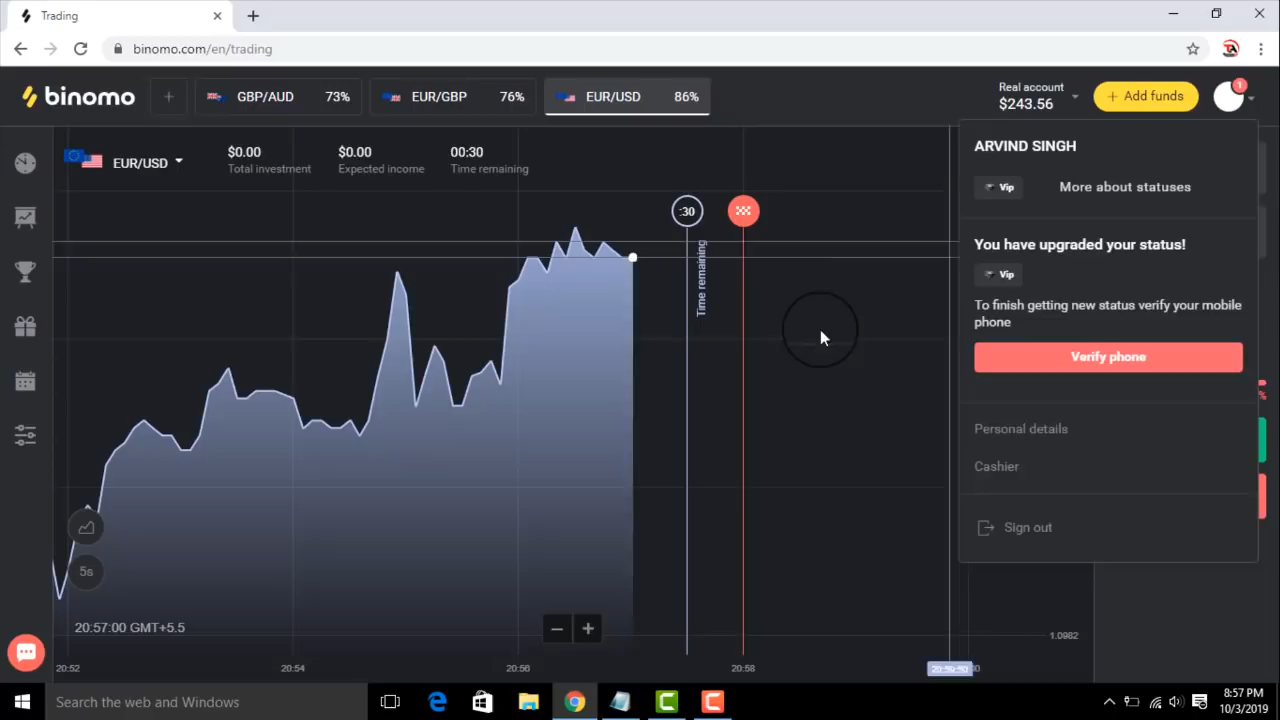 Trading
binomo.com/en/trading
TA
binomo
GBP/AUD 73%
EUR/GBP 76%
EUR/USD 86%
Real account
$243.56
+ Add funds
1
EUR/USD
$0.00
Total investment
$0.00
Expected income
00:30
Time remaining
:30
Time remaining
ARVIND SINGH
Vip
More about statuses
You have upgraded your status!
Vip
To finish getting new status verify your mobile
phone
Verify phone
Personal details
Cashier
Sign out
5s
20:57:00 GMT+5.5
1.0982
20:52
20:54
20:56
20:58
Search the web and Windows
8:57 PM
10/3/2019